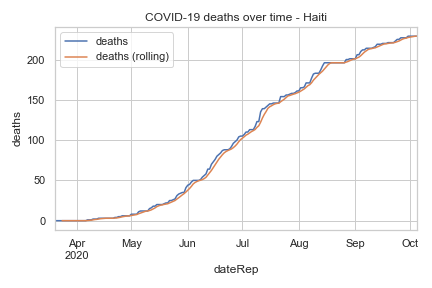 COVID-19 deaths over time - Haiti
deaths
deaths (rolling)
200
150
100
50
0
deaths
Apr May Jun Jul Aug Sep Oct
2020
dateRep